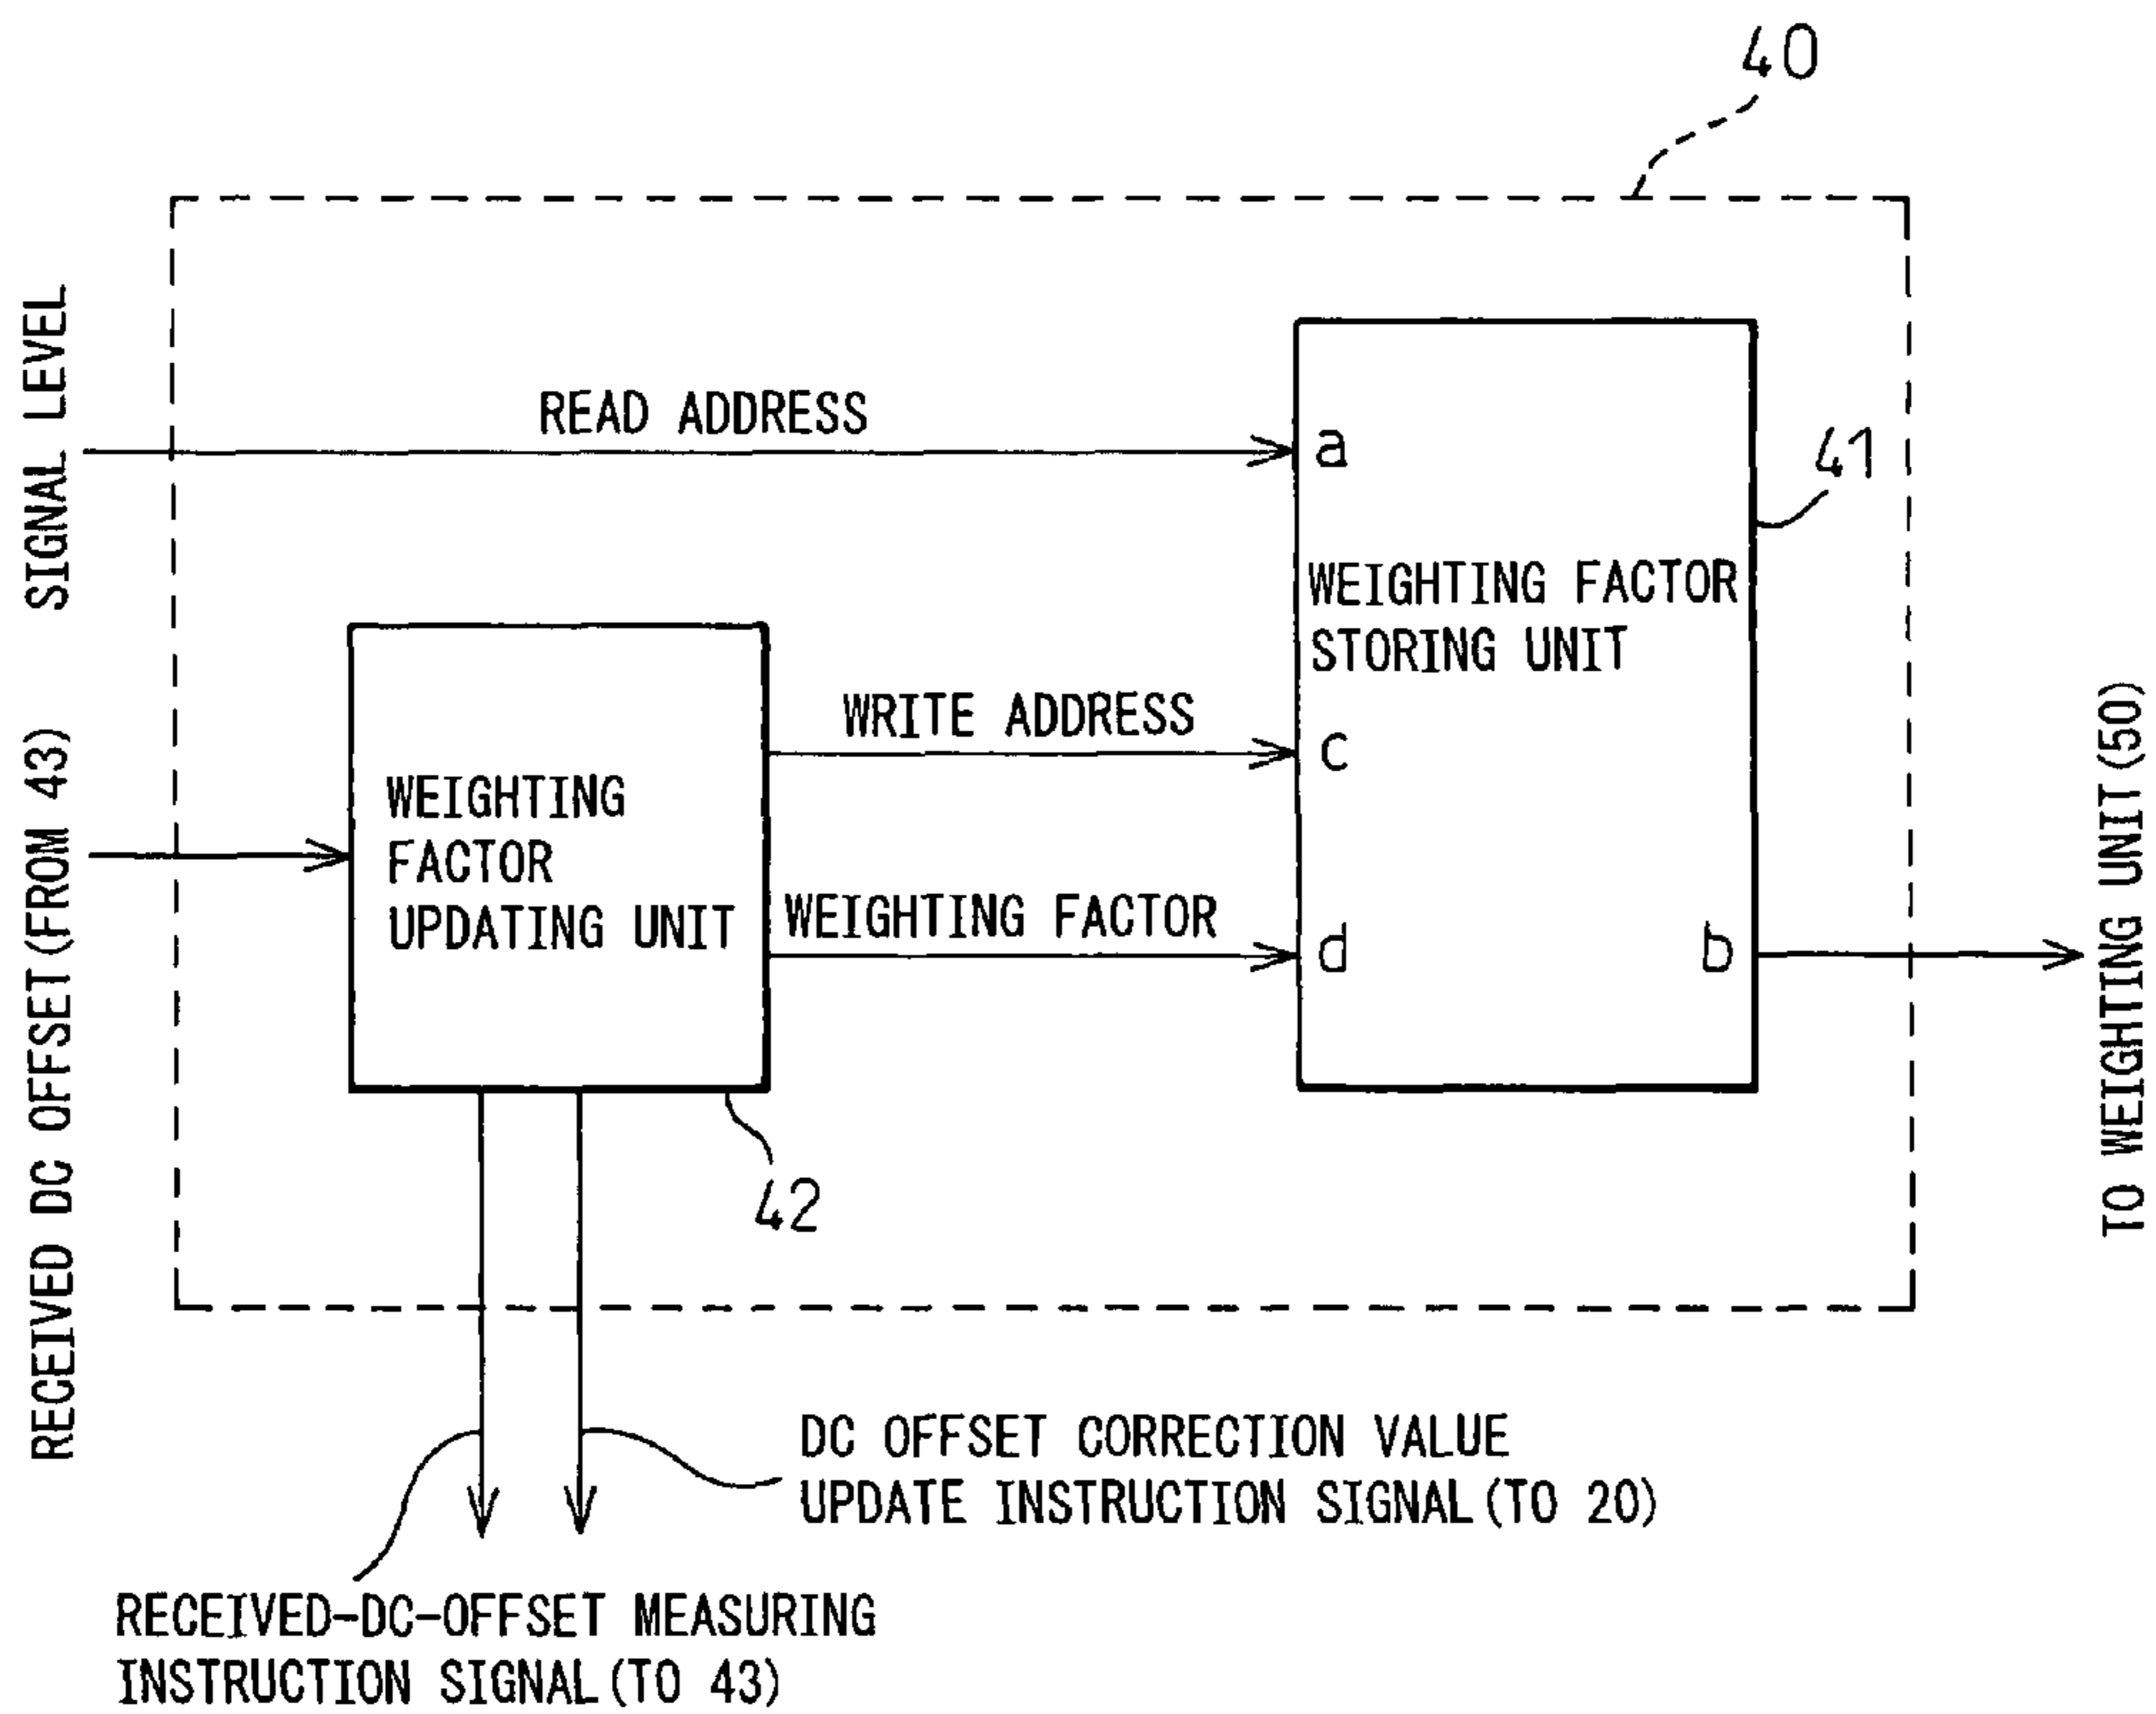 40
SIGNAL LEVEL
READ ADDRESS
a
41
WEIGHTING FACTOR
STORING UNIT
WRITE ADDRESS
c
RECEIVED DC OFFSET(FROM 43)
WEIGHTING
FACTOR
UPDATING UNIT
WEIGHTING FACTOR
d
b
TO WEIGHTING UNIT(50)
42
DC OFFSET CORRECTION VALUE
UPDATE INSTRUCTION SIGNAL(TO 20)
RECEIVED-DC-OFFSET MEASURING
INSTRUCTION SIGNAL(TO 43)